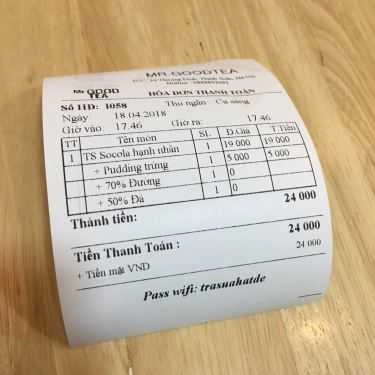 MR.GOODTEA
Mr GOOD
TEA
HÓA ĐƠN THANH TOÁN
Số HĐ: 1058
Thu ngân Ca sáng
Ngày 18.04.2018
Giờ vào: 17.46 Giờ ra: 17.46
TT Tên món SL Đ.Giá T.Tiền
1 TS Socola hạnh nhân 1 19 000 19 000
+ Pudding trứng 1 5 000 5 000
+ 70% Đường 1 0
+ 50% Đá 1 0
Thành tiền: 24 000
24 000
Tiền Thanh Toán :
+ Tiền mặt VND 24 000
Pass wifi: trasuahatde